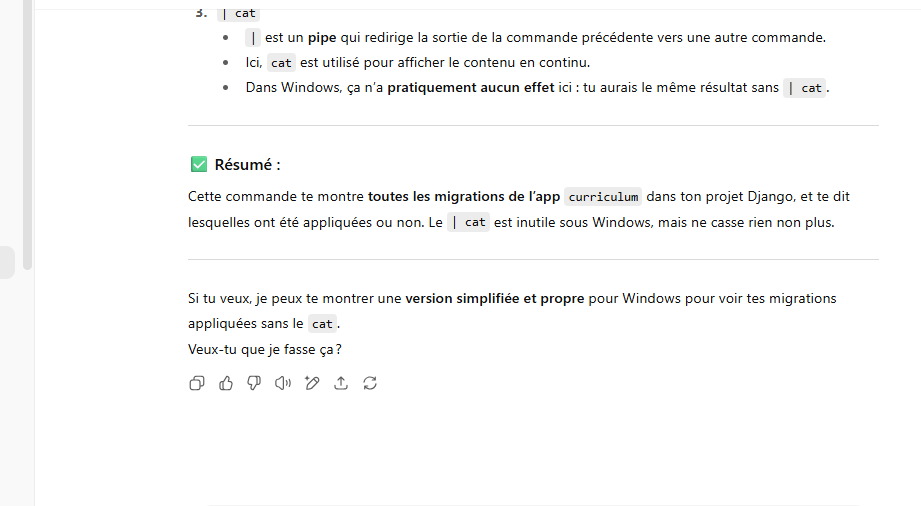 3. | cat
• | est un pipe qui redirige la sortie de la commande précédente vers une autre commande.
• Ici, cat est utilisé pour afficher le contenu en continu.
• Dans Windows, ça n’a pratiquement aucun effet ici : tu aurais le même résultat sans | cat .
✅ Résumé :
Cette commande te montre toutes les migrations de l’app curriculum dans ton projet Django, et te dit
lesquelles ont été appliquées ou non. Le | cat est inutile sous Windows, mais ne casse rien non plus.
Si tu veux, je peux te montrer une version simplifiée et propre pour Windows pour voir tes migrations
appliquées sans le cat .
Veux-tu que je fasse ça ?